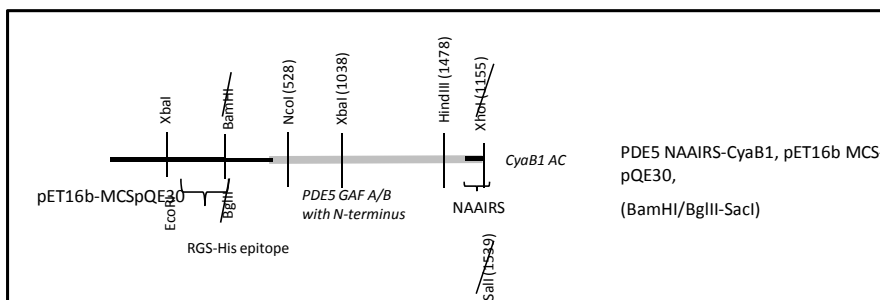 XbaI
BamHI
NcoI (528)
XbaI (1038)
HindIII (1478)
XhoI (1155)
CyaB1 AC
PDE5 NAAIRS-CyaB1, pET16b MCS
pQE30,
(BamHI/BglII-SacI)
pET16b-MCSpQE30
EcoRI
BglII
PDE5 GAF A/B
with N-terminus
NAAIRS
RGS-His epitope
SalI (1539)